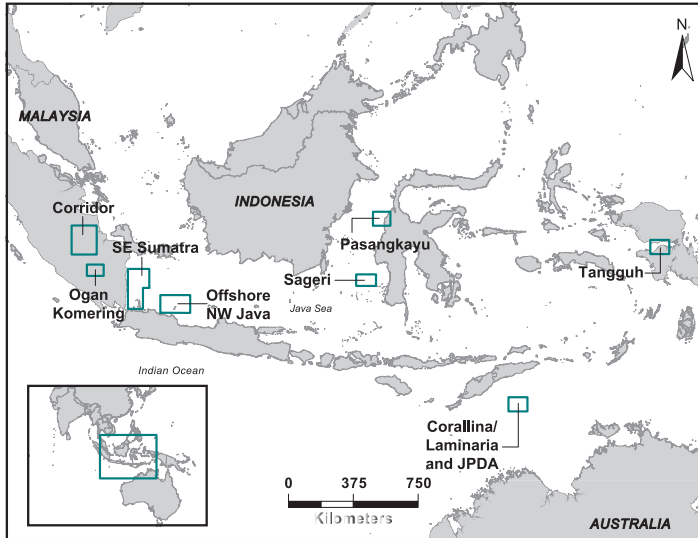 N
MALAYSIA
INDONESIA
Corridor
SE Sumatra
Pasangkayu
Tangguh
Sageri
Ogan
Komering
Offshore
NW Java
Java Sea
Indian Ocean
Corallina/
Laminaria
and JPDA
0 375 750
Kilometers
AUSTRALIA